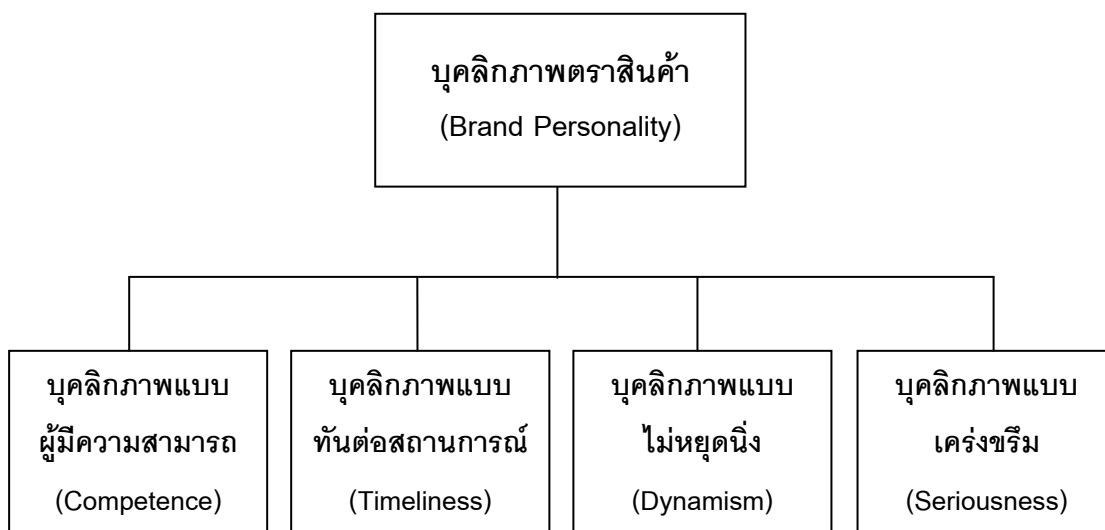 บุคลิกภาพตราสินค้า
(Brand Personality)
บุคลิกภาพแบบ
ผู้มีความสามารถ
(Competence)
บุคลิกภาพแบบ
ทันต่อสถานการณ์
(Timeliness)
บุคลิกภาพแบบ
ไม่หยุดนิ่ง
(Dynamism)
บุคลิกภาพแบบ
เคร่งขรึม
(Seriousness)